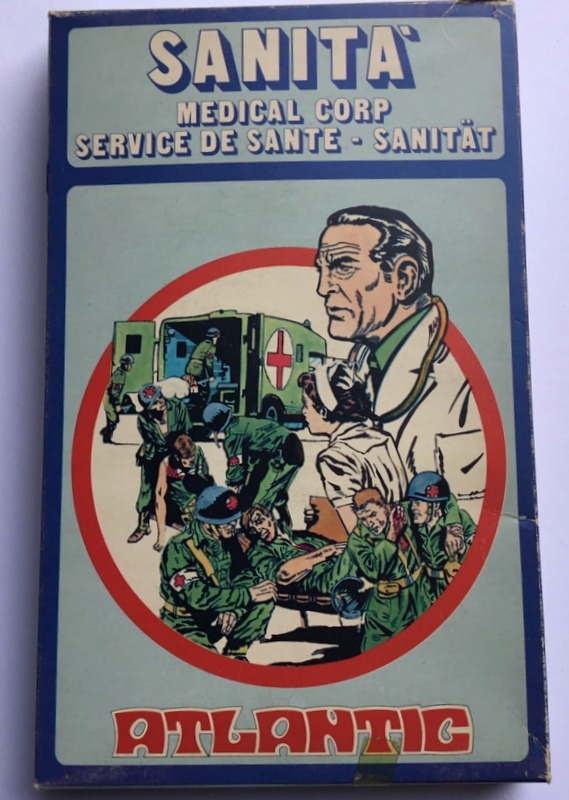 SANITA'
MEDICAL CORP
SERVICE DE SANTE - SANITÄT
ATLANTIC